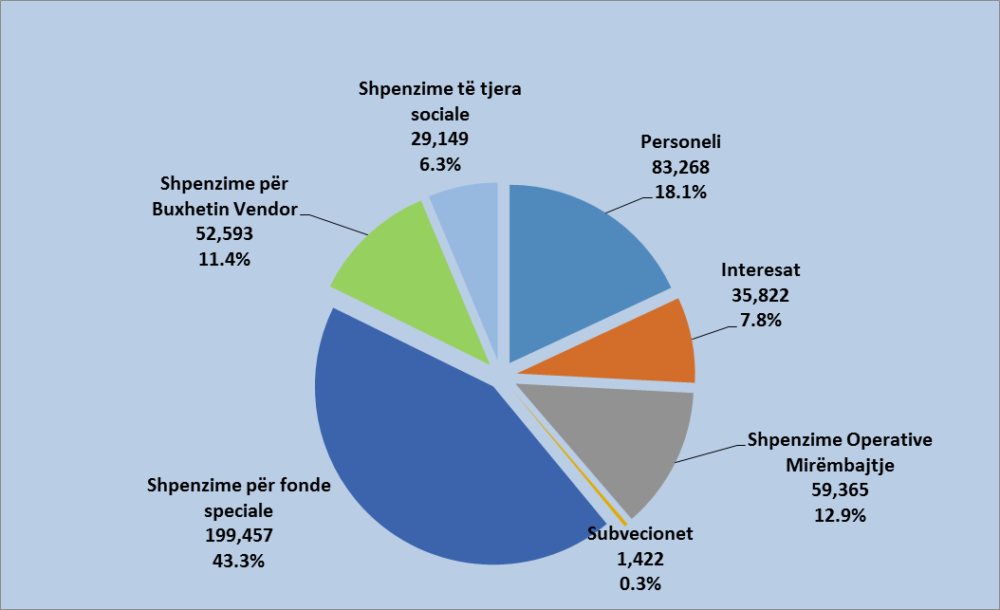 Shpenzime të tjera
sociale
29,149
6.3%
Personeli
83,268
18.1%
Shpenzime për
Buxhetin Vendor
52,593
11.4%
Interesat
35,822
7.8%
Shpenzime Operative
Mirëmbajtje
59,365
12.9%
Shpenzime për fonde
speciale
199,457
43.3%
Subvecionet
1,422
0.3%